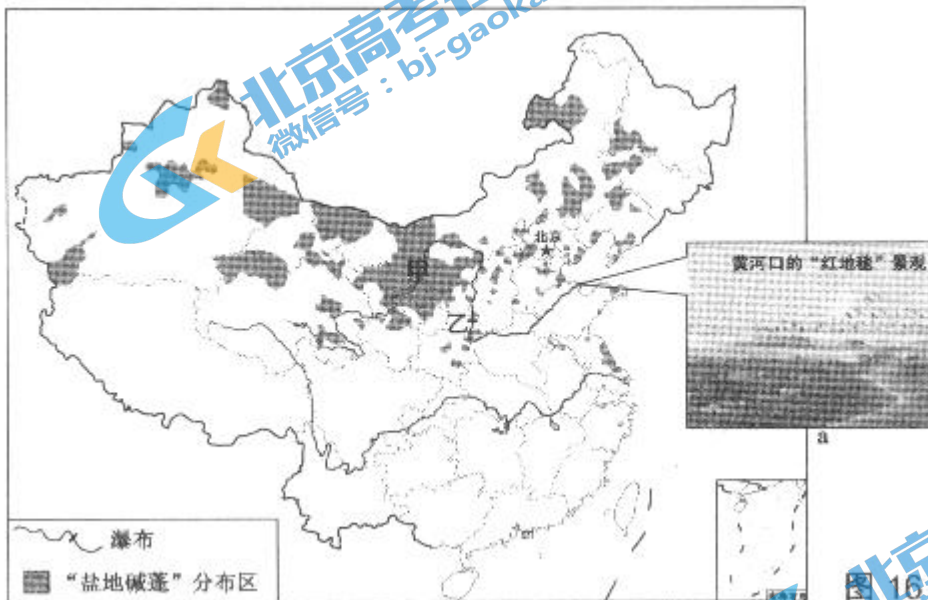 北京高考
微信号：bj-gaoka
北京
黄河口的“红地毯”景观
甲
乙
a
瀑布
“盐地碱蓬”分布区
图 16
北京